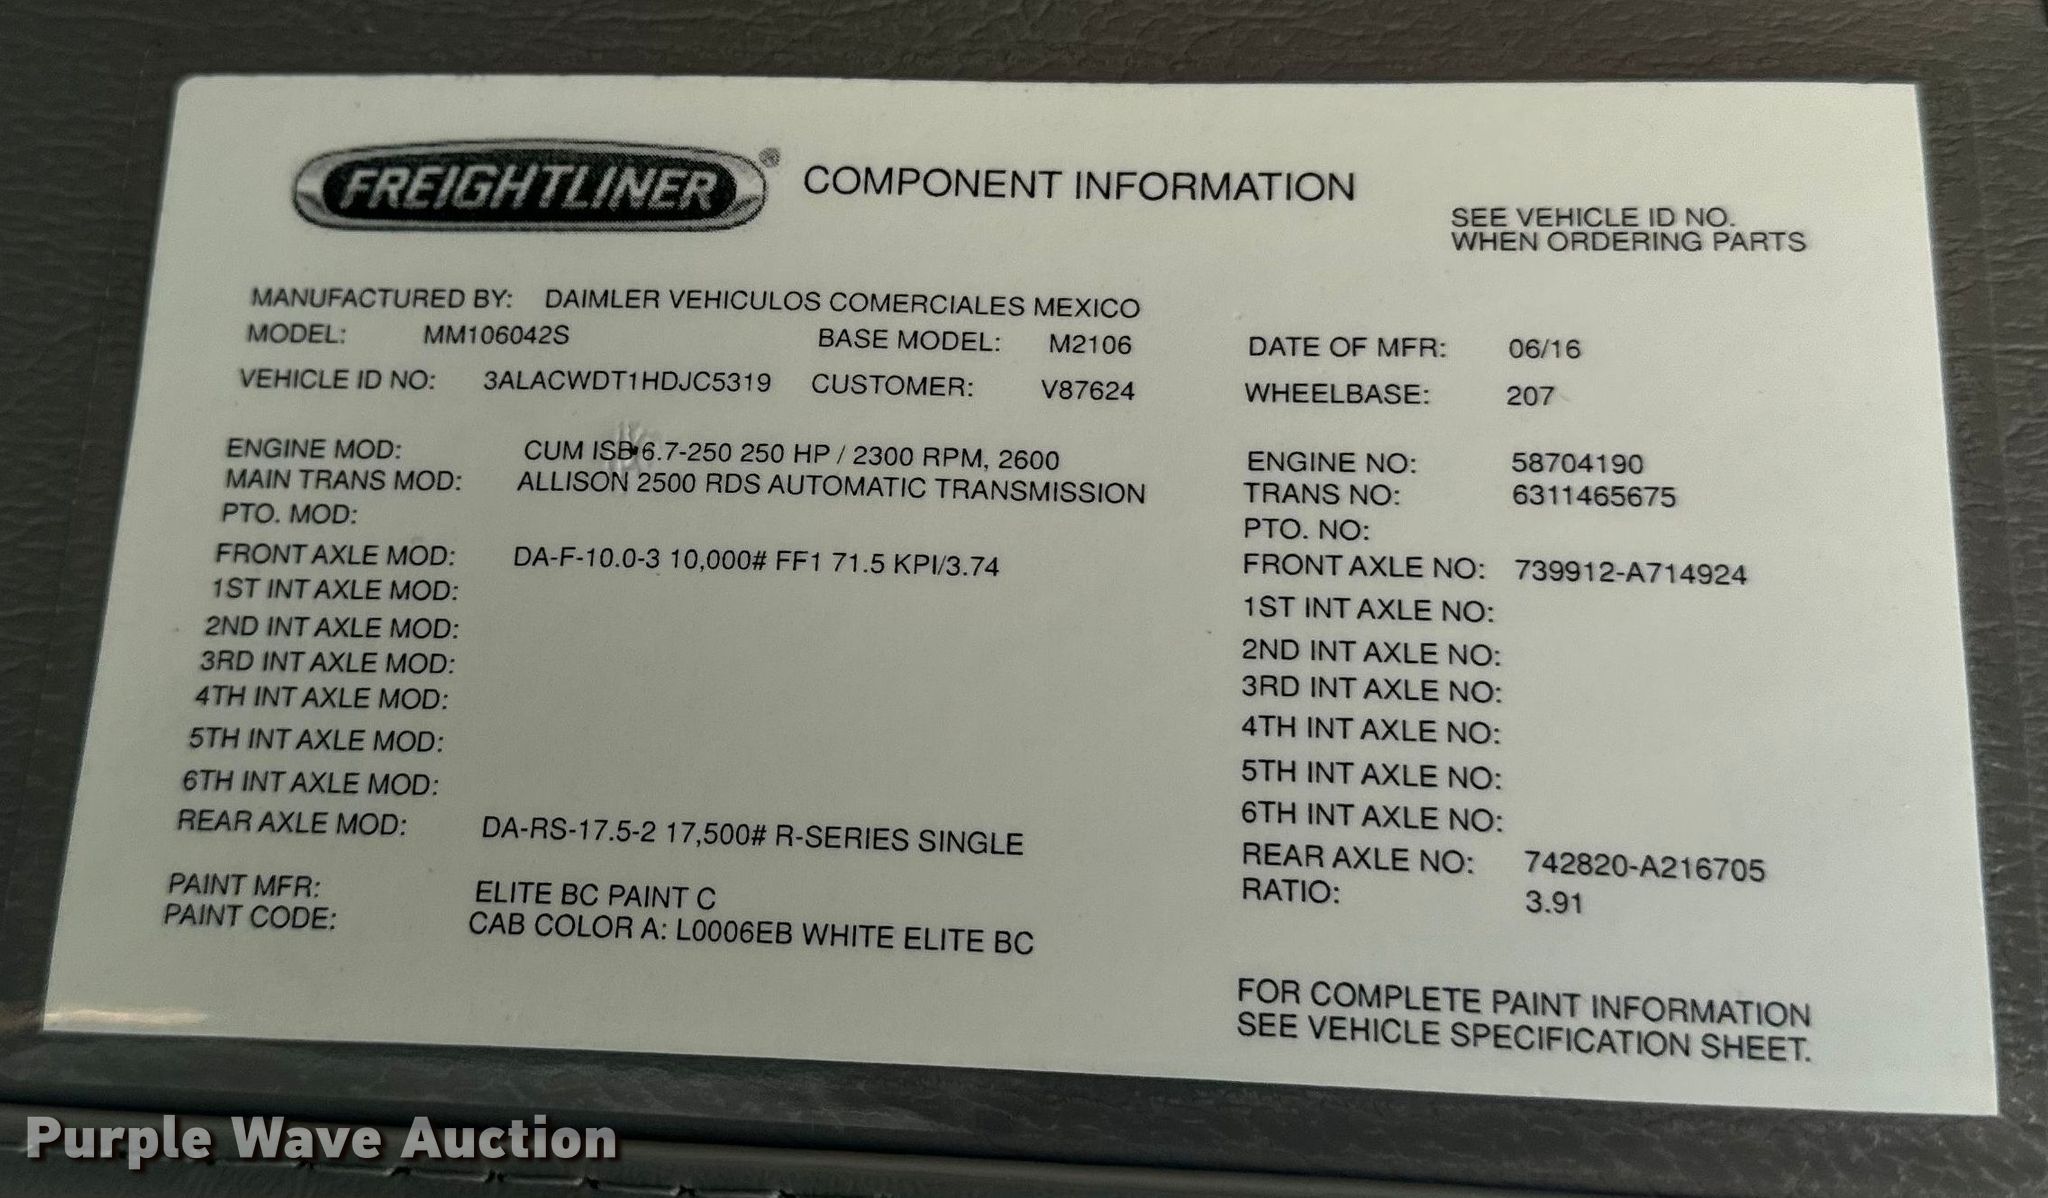 FREIGHTLINER® COMPONENT INFORMATION
SEE VEHICLE ID NO.
WHEN ORDERING PARTS
MANUFACTURED BY: DAIMLER VEHICULOS COMERCIALES MEXICO
MODEL: MM106042S BASE MODEL: M2106 DATE OF MFR: 06/16
VEHICLE ID NO: 3ALACWDT1HDJC5319 CUSTOMER: V87624 WHEELBASE: 207
ENGINE MOD: CUM ISB 6.7-250 250 HP / 2300 RPM, 2600 ENGINE NO: 58704190
MAIN TRANS MOD: ALLISON 2500 RDS AUTOMATIC TRANSMISSION TRANS NO: 6311465675
PTO. MOD: PTO. NO:
FRONT AXLE MOD: DA-F-10.0-3 10,000# FF1 71.5 KPI/3.74 FRONT AXLE NO: 739912-A714924
1ST INT AXLE MOD: 1ST INT AXLE NO:
2ND INT AXLE MOD: 2ND INT AXLE NO:
3RD INT AXLE MOD: 3RD INT AXLE NO:
4TH INT AXLE MOD: 4TH INT AXLE NO:
5TH INT AXLE MOD: 5TH INT AXLE NO:
6TH INT AXLE MOD: 6TH INT AXLE NO:
REAR AXLE MOD: DA-RS-17.5-2 17,500# R-SERIES SINGLE REAR AXLE NO: 742820-A216705
RATIO: 3.91
PAINT MFR: ELITE BC PAINT C
PAINT CODE: CAB COLOR A: L0006EB WHITE ELITE BC
FOR COMPLETE PAINT INFORMATION
SEE VEHICLE SPECIFICATION SHEET.
Purple Wave Auction